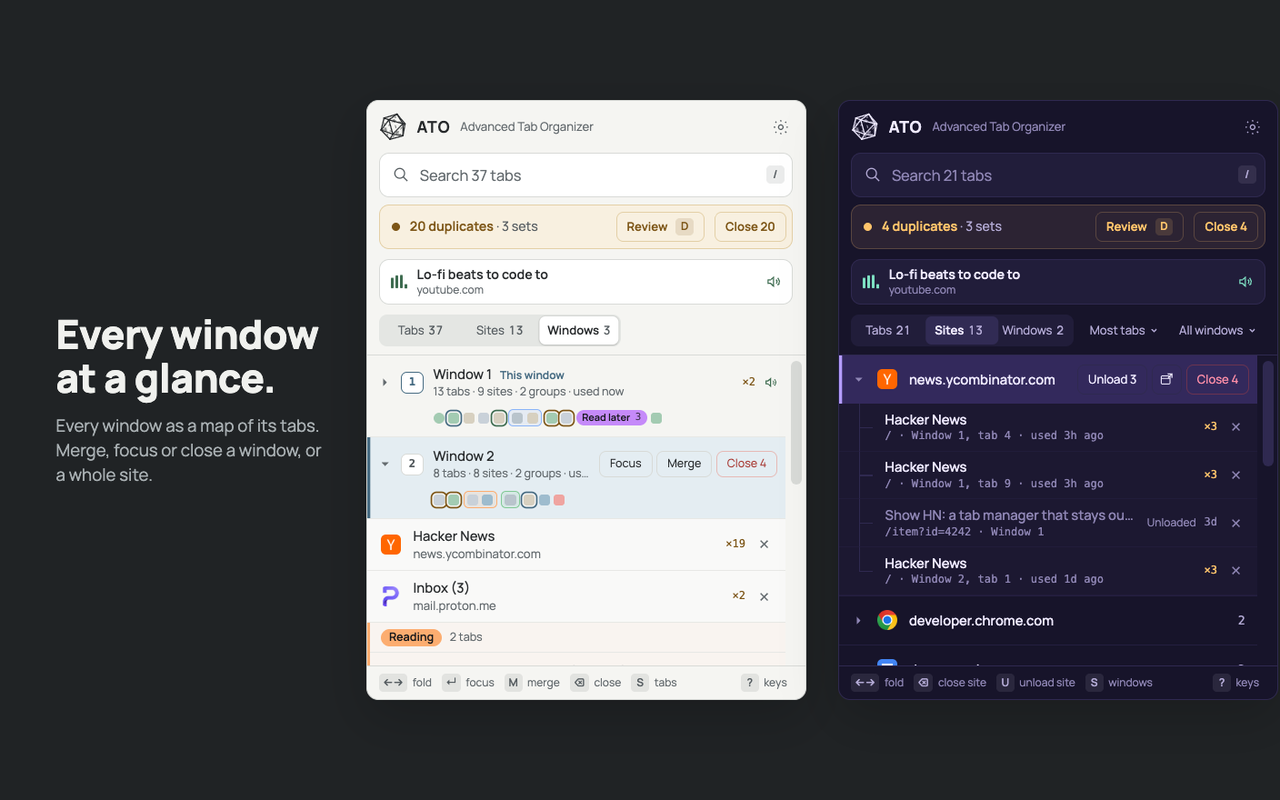 Every window
at a glance.
Every window as a map of its tabs.
Merge, focus or close a window, or
a whole site.
ATO Advanced Tab Organizer
Search 37 tabs /
20 duplicates · 3 sets Review D Close 20
Lo-fi beats to code to
youtube.com
Tabs 37 Sites 13 Windows 3
1 Window 1 This window ×2
13 tabs · 9 sites · 2 groups · used now
Read later 3
2 Window 2 Focus Merge Close 4
8 tabs · 8 sites · 2 groups · us…
Hacker News ×19
news.ycombinator.com
Inbox (3) ×2
mail.proton.me
Reading 2 tabs
fold focus M merge close S tabs ? keys
ATO Advanced Tab Organizer
Search 21 tabs /
4 duplicates · 3 sets Review D Close 4
Lo-fi beats to code to
youtube.com
Tabs 21 Sites 13 Windows 2 Most tabs All windows
Y news.ycombinator.com Unload 3 Close 4
Hacker News ×3
/ · Window 1, tab 4 · used 3h ago
Hacker News ×3
/ · Window 1, tab 9 · used 3h ago
Show HN: a tab manager that stays ou… Unloaded 3d
/item?id=4242 · Window 1
Hacker News ×3
/ · Window 2, tab 1 · used 1d ago
developer.chrome.com 2
fold close site U unload site S windows ? keys